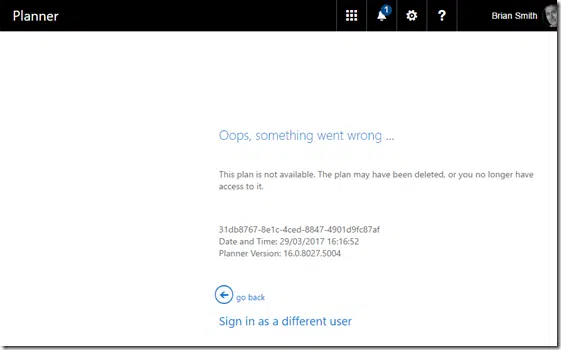 Planner
1
?
Brian Smith
Oops, something went wrong ...
This plan is not available. The plan may have been deleted, or you no longer have
access to it.
31db8767-8e1c-4ced-8847-4901d9fc87af
Date and Time: 29/03/2017 16:16:52
Planner Version: 16.0.8027.5004
go back
Sign in as a different user